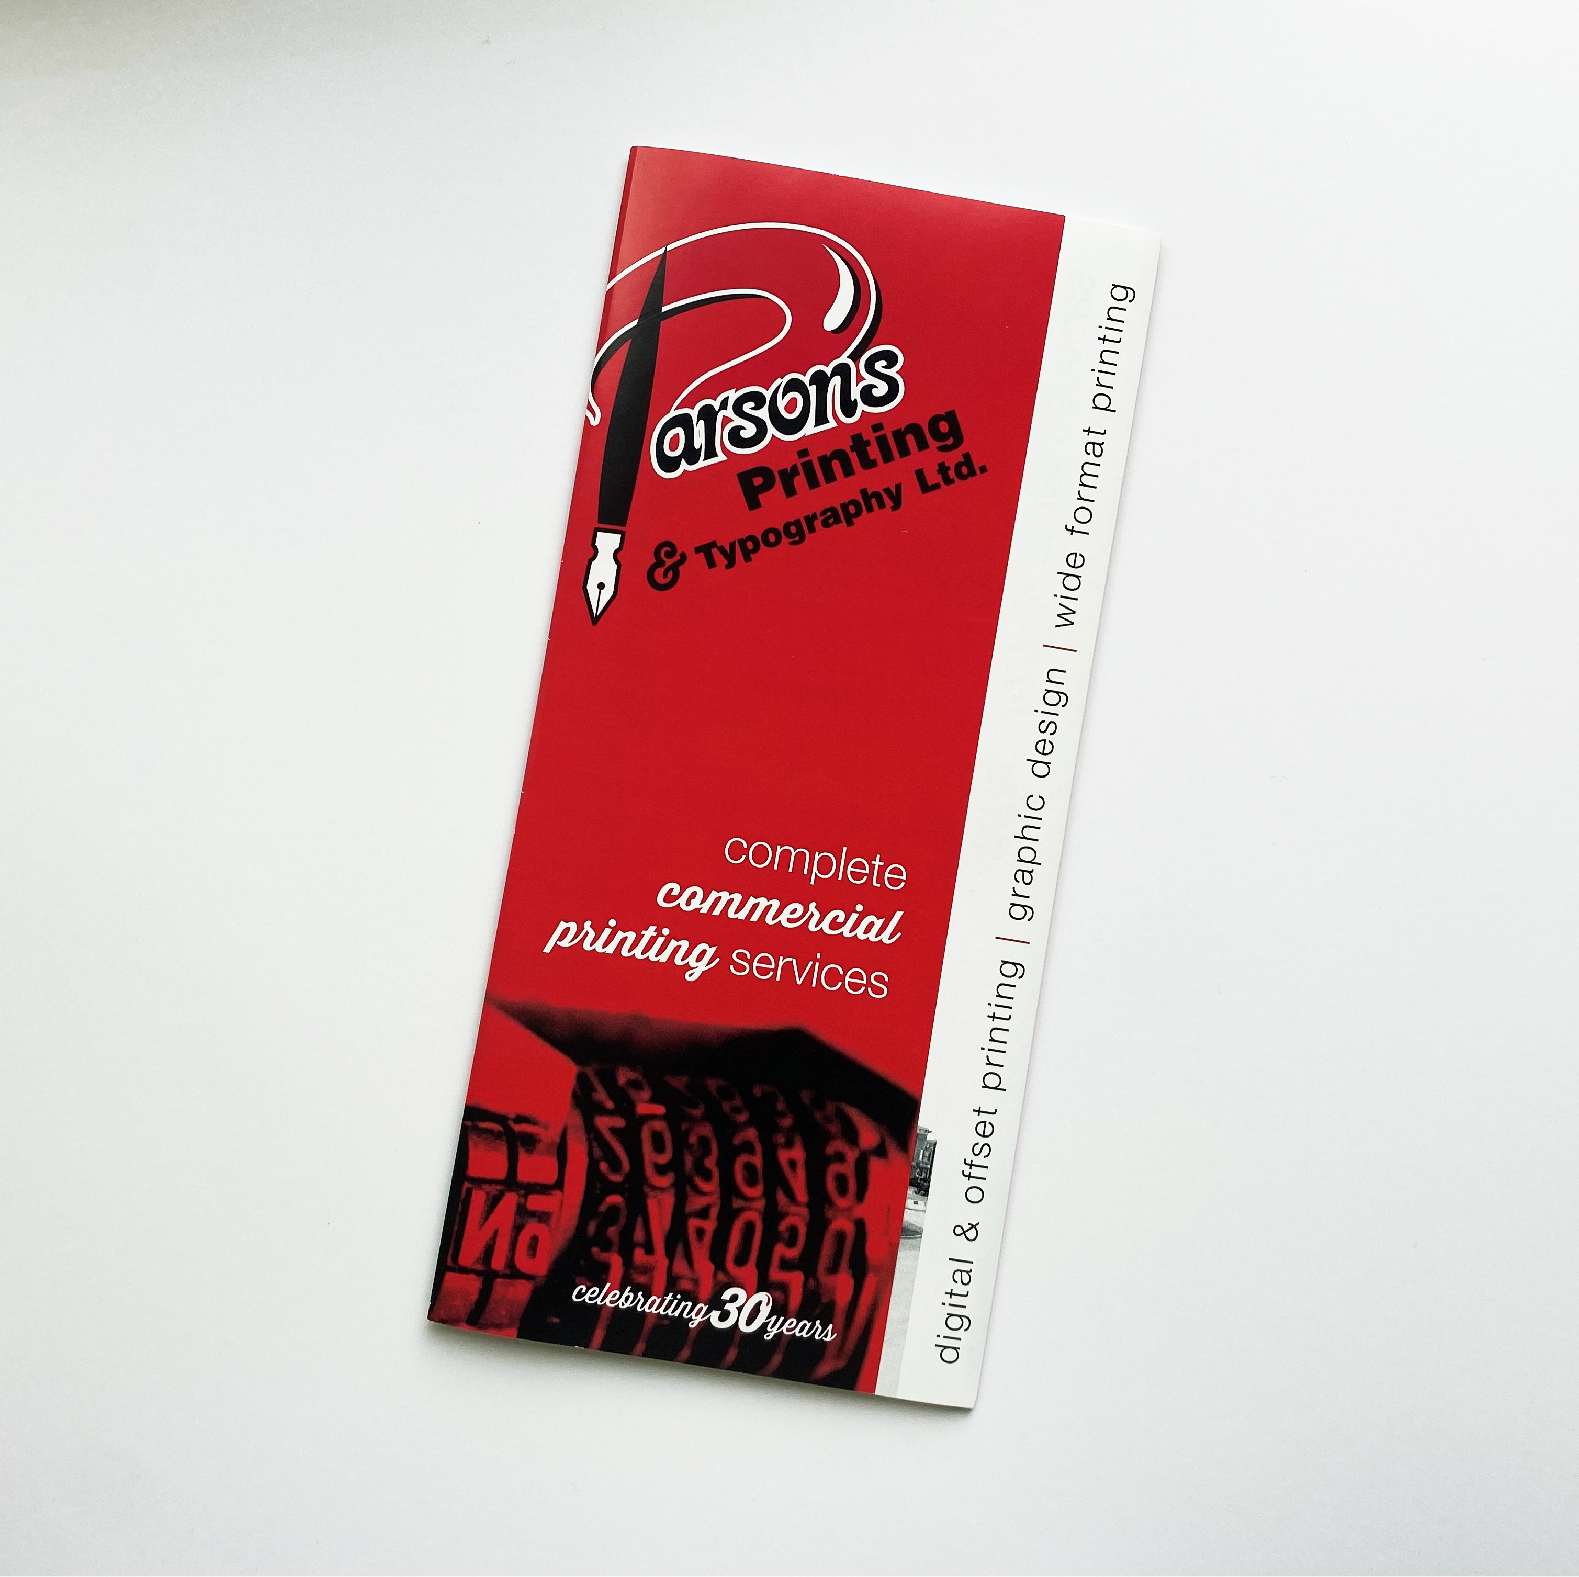 Parsons
Printing
& Typography Ltd.
complete
commercial
printing services
celebrating 30 years
digital & offset printing | graphic design | wide format printing